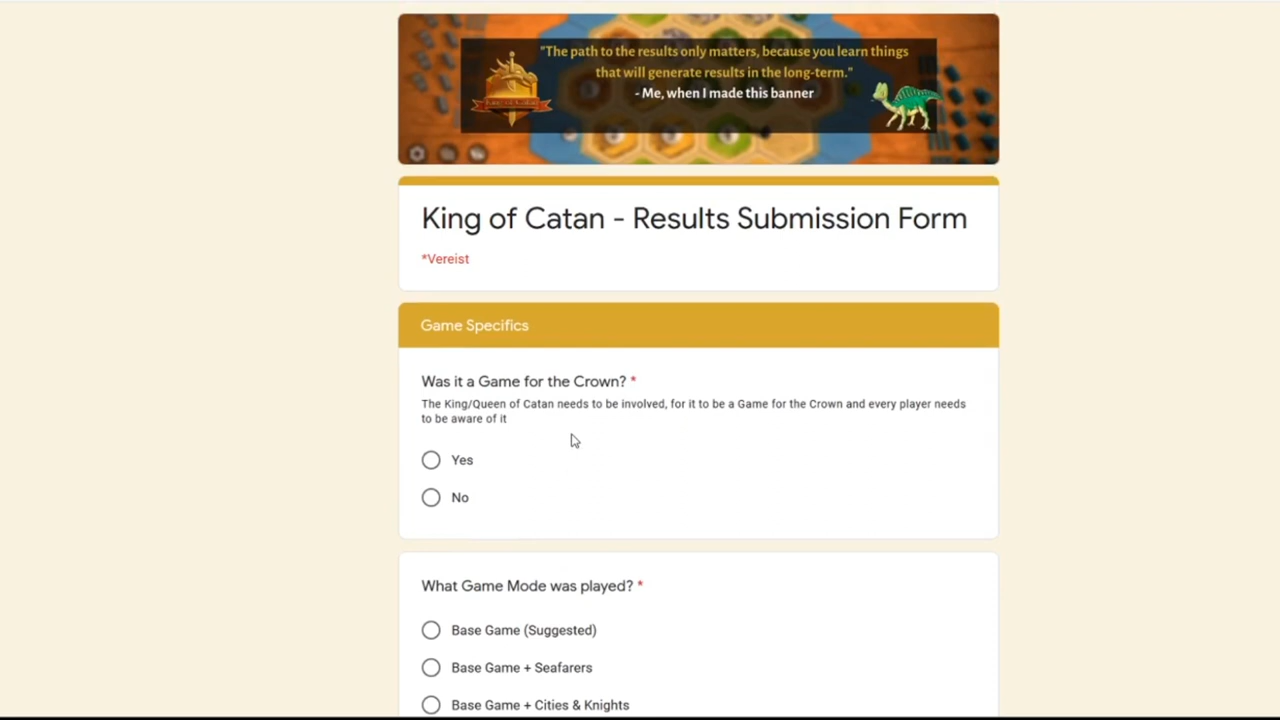 "The path to the results only matters, because you learn things
that will generate results in the long-term."
- Me, when I made this banner
King of Catan
King of Catan - Results Submission Form
*Vereist
Game Specifics
Was it a Game for the Crown? *
The King/Queen of Catan needs to be involved, for it to be a Game for the Crown and every player needs
to be aware of it
Yes
No
What Game Mode was played? *
Base Game (Suggested)
Base Game + Seafarers
Base Game + Cities & Knights